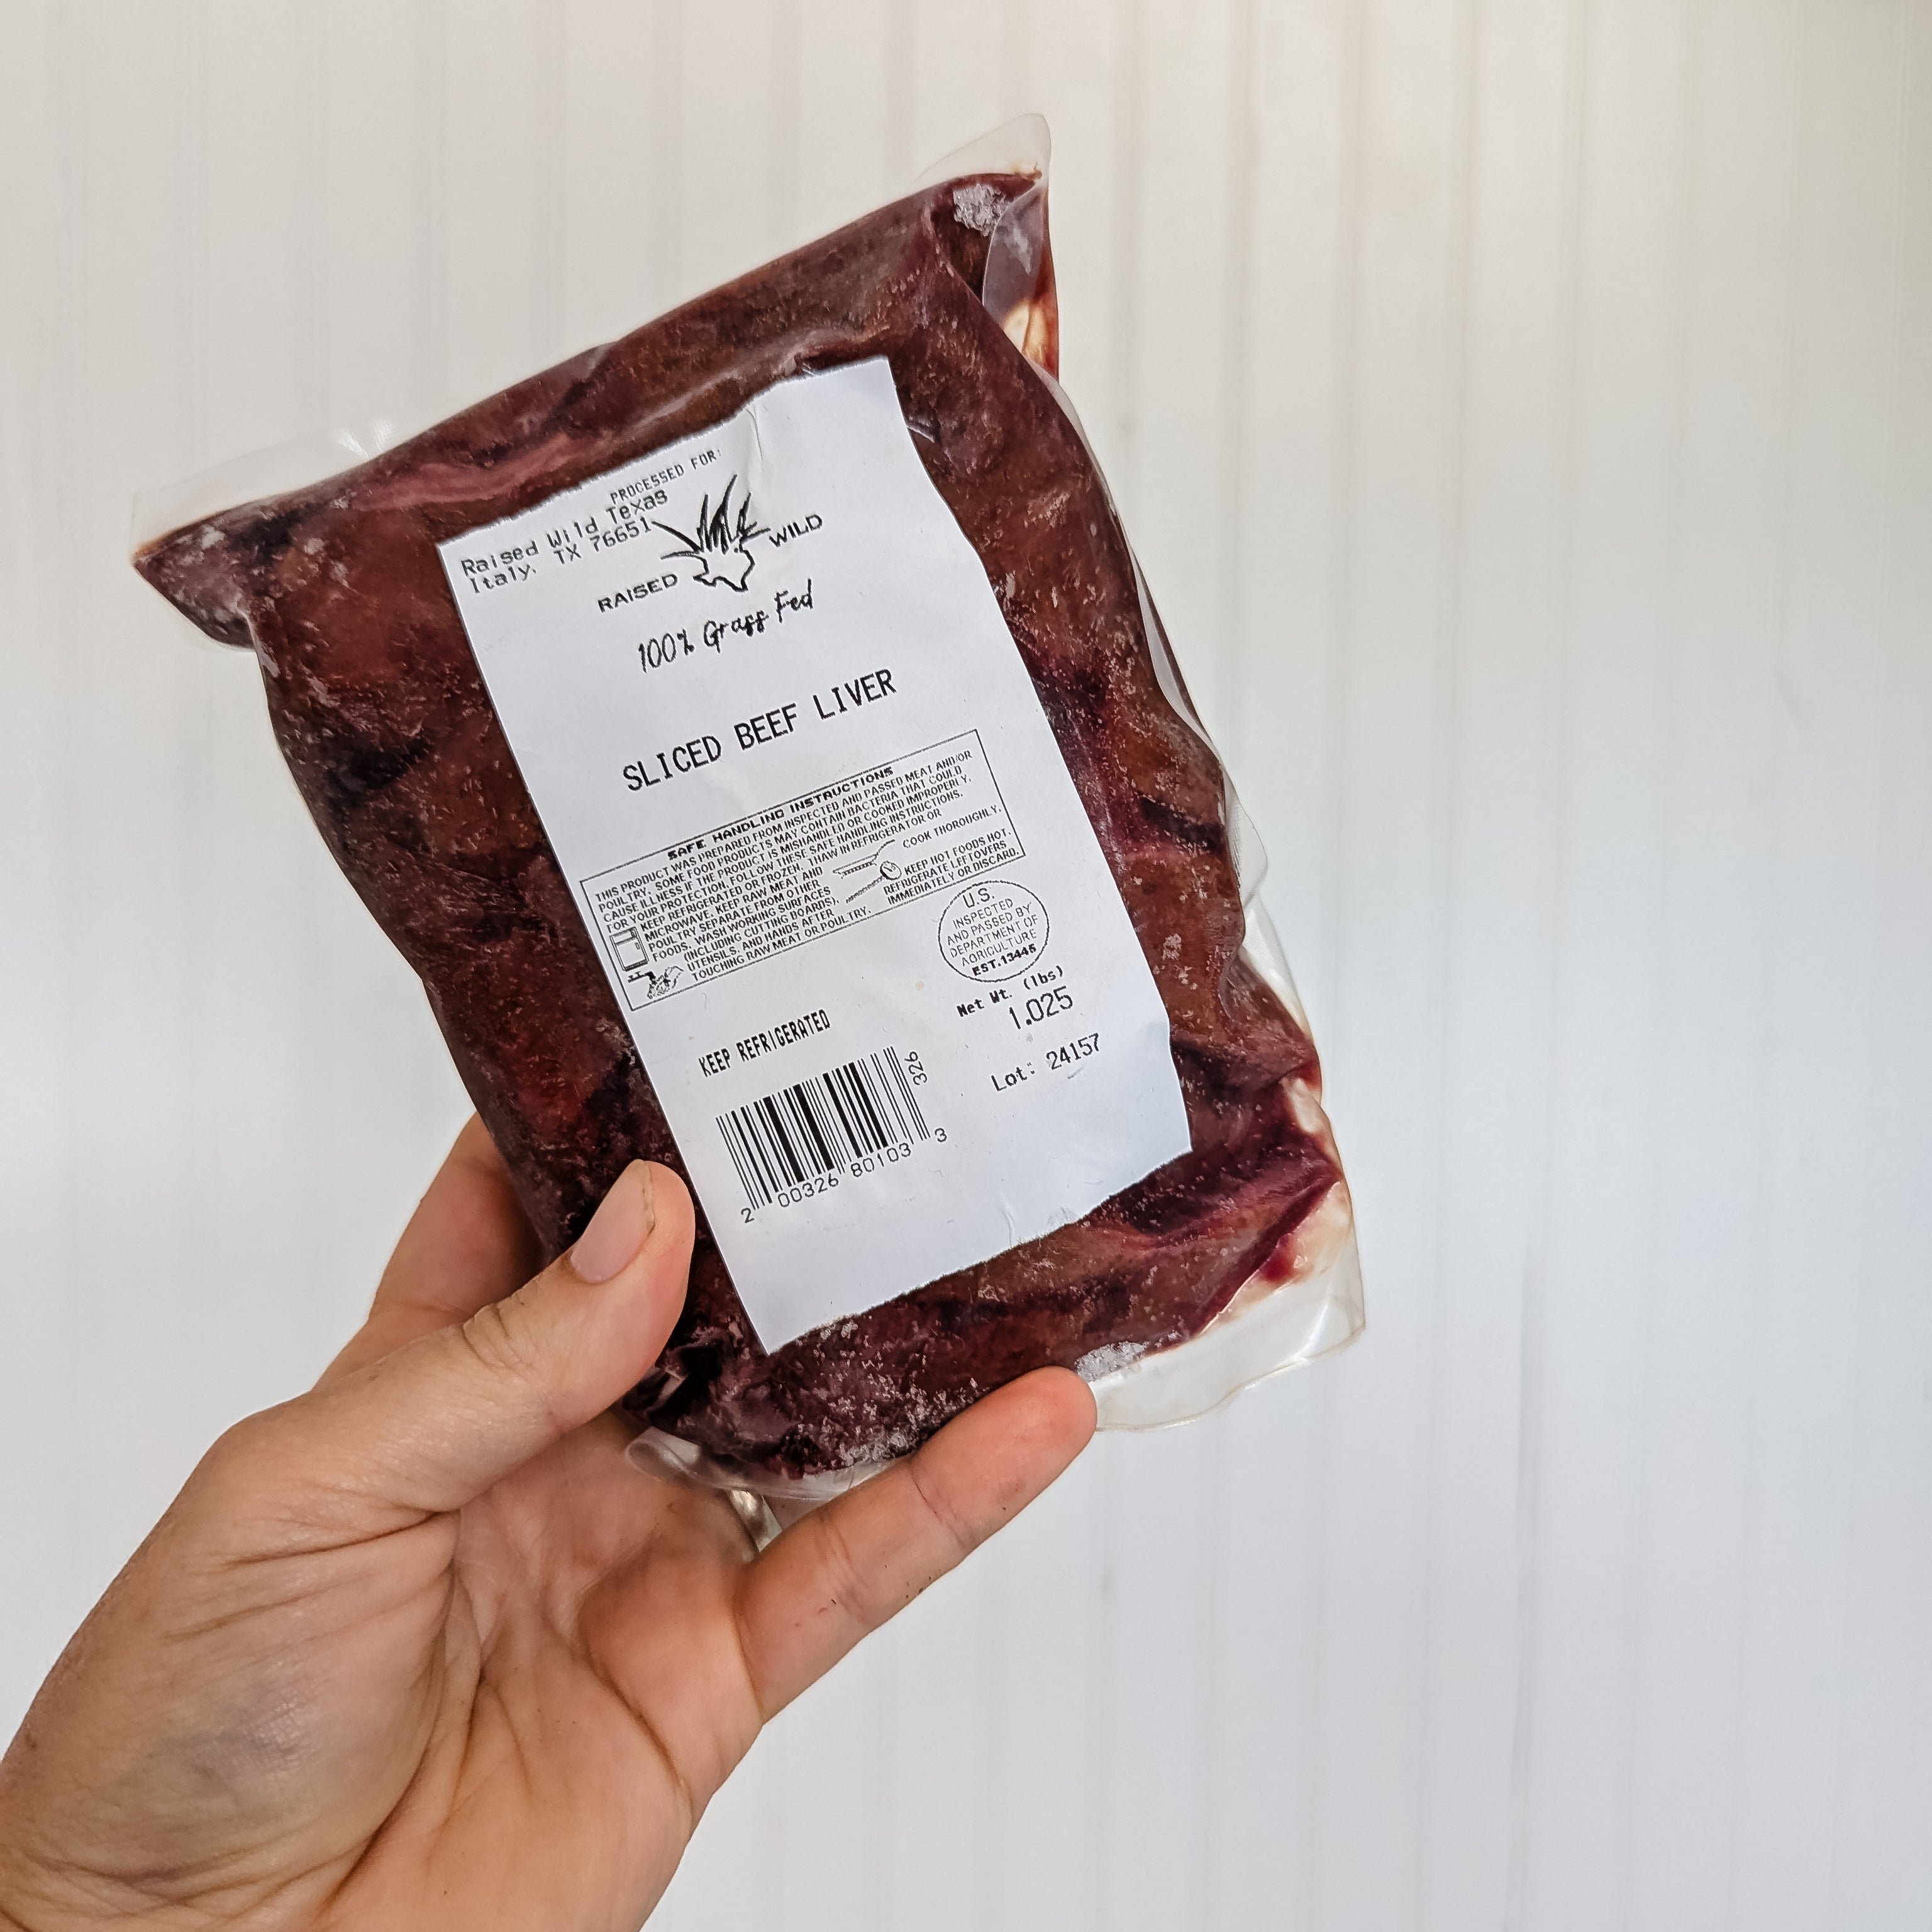 PROCESSED FOR:
Raised Wild Texas
Italy, TX 76651
RAISED WILD
100% Grass Fed
SLICED BEEF LIVER
SAFE HANDLING INSTRUCTIONS
THIS PRODUCT WAS PREPARED FROM INSPECTED AND PASSED MEAT AND/OR
POULTRY. SOME FOOD PRODUCTS MAY CONTAIN BACTERIA THAT COULD
CAUSE ILLNESS IF THE PRODUCT IS MISHANDLED OR COOKED IMPROPERLY.
FOR YOUR PROTECTION, FOLLOW THESE SAFE HANDLING INSTRUCTIONS.
KEEP REFRIGERATED OR FROZEN. THAW IN REFRIGERATOR OR
MICROWAVE. KEEP RAW MEAT AND
POULTRY SEPARATE FROM OTHER
FOODS. WASH WORKING SURFACES
(INCLUDING CUTTING BOARDS),
UTENSILS, AND HANDS AFTER
TOUCHING RAW MEAT OR POULTRY.
COOK THOROUGHLY.
KEEP HOT FOODS HOT.
REFRIGERATE LEFTOVERS
IMMEDIATELY OR DISCARD.
U.S.
INSPECTED
AND PASSED BY
DEPARTMENT OF
AGRICULTURE
EST.13445
Net Wt. (lbs)
1.025
KEEP REFRIGERATED
Lot: 24157
326
2 00326 80103 3